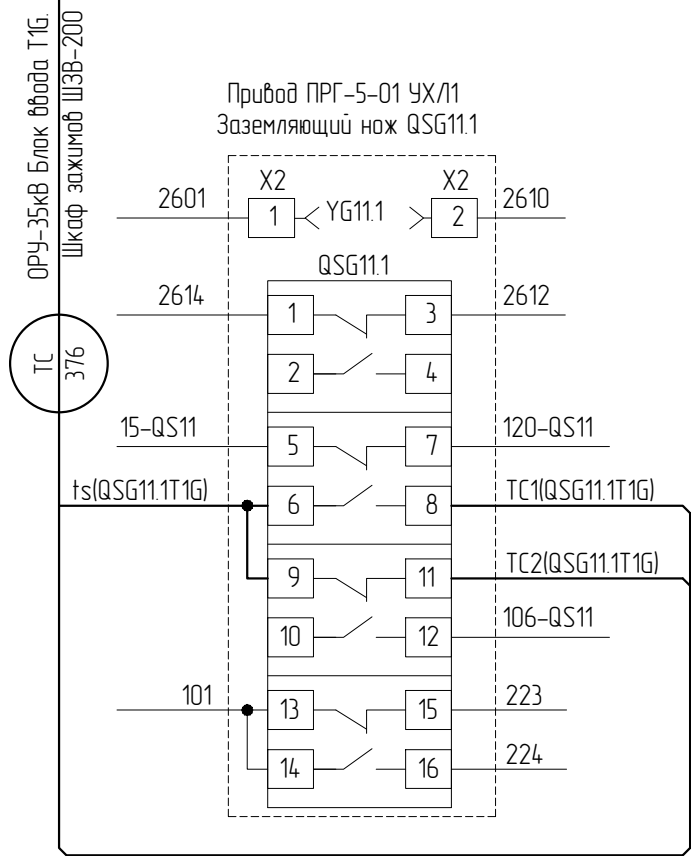 ОРУ-35кВ Блок ввода T1G.
Шкаф зажимов ШЗВ-200
Привод ПРГ-5-01 УХЛ1
Заземляющий нож QSG11.1
X2 X2
2601 1 YG11.1 2 2610
QSG11.1
2614 1 3 2612
2 4
ТС
376
15-QS11 5 7 120-QS11
ts(QSG11.1T1G) 6 8 TC1(QSG11.1T1G)
9 11 TC2(QSG11.1T1G)
10 12 106-QS11
101 13 15 223
14 16 224